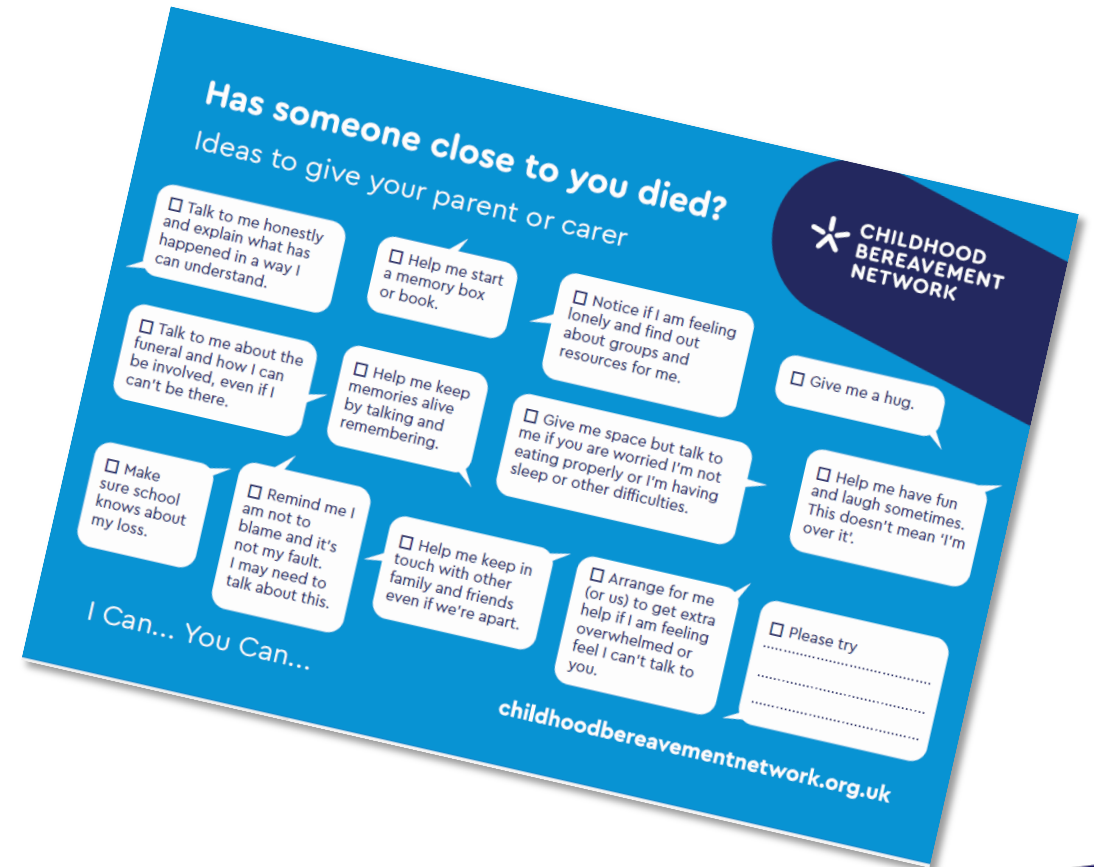 Has someone close to you died?
Ideas to give your parent or carer
CHILDHOOD
BEREAVEMENT
NETWORK
☐ Talk to me honestly
and explain what has
happened in a way I
can understand.
☐ Help me start
a memory box
or book.
☐ Notice if I am feeling
lonely and find out
about groups and
resources for me.
☐ Give me a hug.
☐ Talk to me about the
funeral and how I can
be involved, even if I
can't be there.
☐ Help me keep
memories alive
by talking and
remembering.
☐ Give me space but talk to
me if you are worried I'm not
eating properly or I'm having
sleep or other difficulties.
☐ Help me have fun
and laugh sometimes.
This doesn't mean 'I'm
over it'.
☐ Make
sure school
knows about
my loss.
☐ Remind me I
am not to
blame and it's
not my fault.
I may need to
talk about this.
☐ Help me keep in
touch with other
family and friends
even if we're apart.
☐ Arrange for me
(or us) to get extra
help if I am feeling
overwhelmed or
feel I can't talk to
you.
☐ Please try
I Can... You Can...
childhoodbereavementnetwork.org.uk